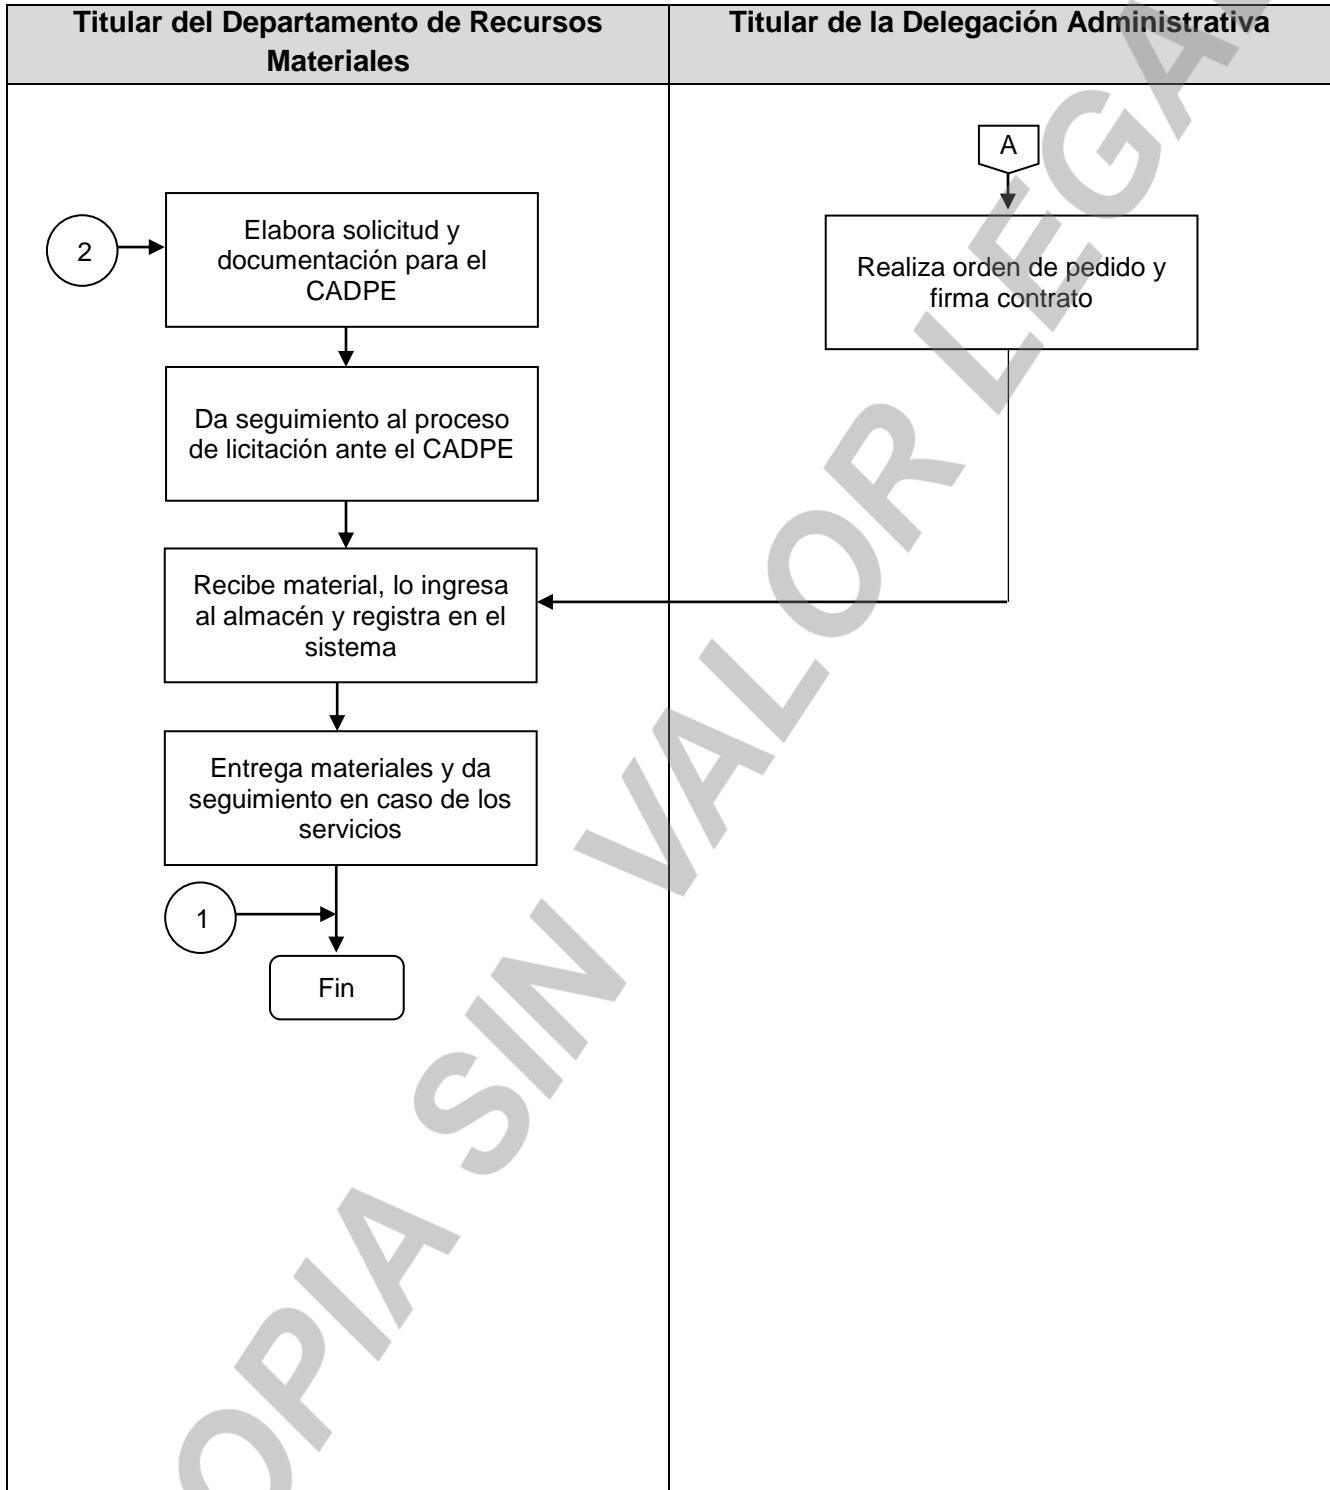 Titular del Departamento de Recursos
Materiales
Titular de la Delegación Administrativa
A
2
Elabora solicitud y
documentación para el
CADPE
Realiza orden de pedido y
firma contrato
Da seguimiento al proceso
de licitación ante el CADPE
Recibe material, lo ingresa
al almacén y registra en el
sistema
Entrega materiales y da
seguimiento en caso de los
servicios
1
Fin
OPIA SIN VALOR LEGA